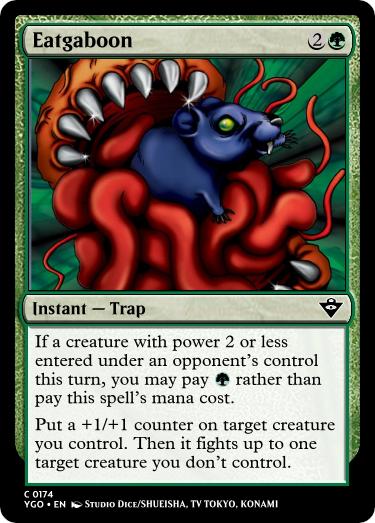 Eatgaboon 2
Instant — Trap
If a creature with power 2 or less
entered under an opponent's control
this turn, you may pay rather than
pay this spell's mana cost.
Put a +1/+1 counter on target creature
you control. Then it fights up to one
target creature you don't control.
C 0174
YGO • EN Studio Dice/SHUEISHA, TV TOKYO, KONAMI